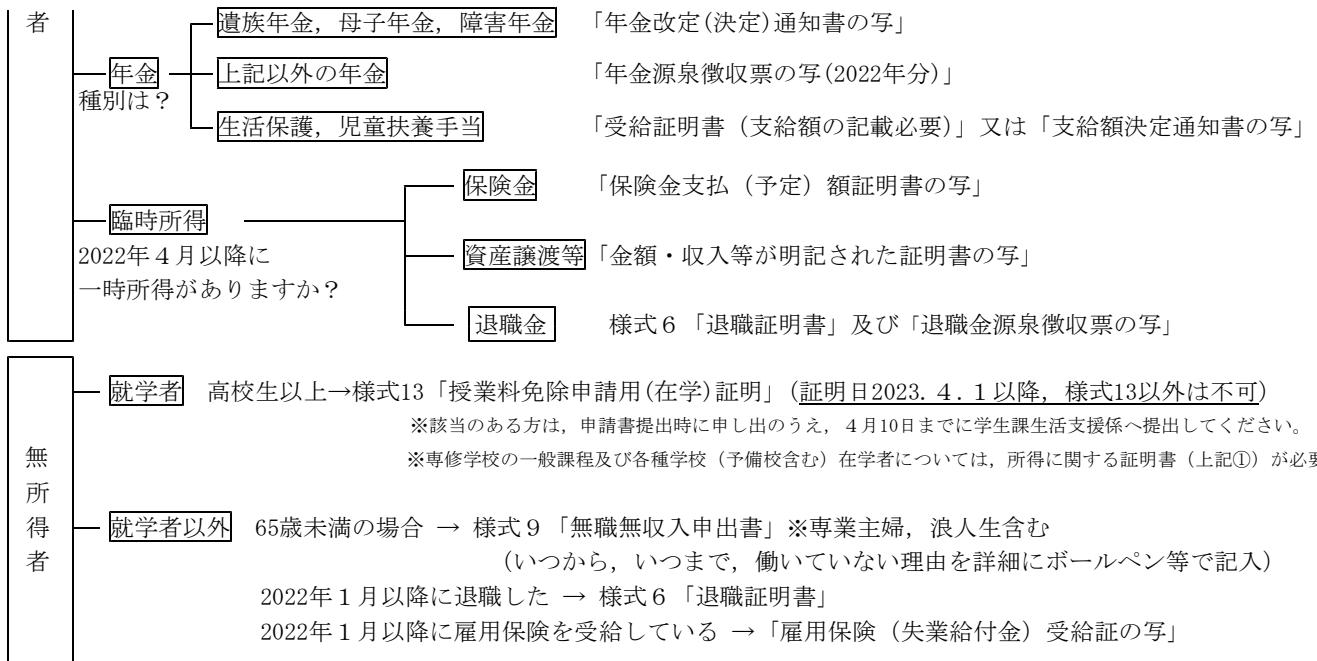 者
遺族年金，母子年金，障害年金 「年金改定(決定)通知書の写」
年金 上記以外の年金 「年金源泉徴収票の写(2022年分)」
種別は？
生活保護，児童扶養手当 「受給証明書（支給額の記載必要）」又は「支給額決定通知書の写」
保険金 「保険金支払（予定）額証明書の写」
臨時所得
2022年４月以降に 資産譲渡等「金額・収入等が明記された証明書の写」
一時所得がありますか？
退職金 様式６「退職証明書」及び「退職金源泉徴収票の写」
就学者 高校生以上→様式13「授業料免除申請用(在学)証明」（証明日2023．４．１以降，様式13以外は不可）
※該当のある方は，申請書提出時に申し出のうえ，４月10日までに学生課生活支援係へ提出してください。
※専修学校の一般課程及び各種学校（予備校含む）在学者については，所得に関する証明書（上記①）が必要
無所得者
就学者以外 65歳未満の場合 → 様式９「無職無収入申出書」※専業主婦，浪人生含む
（いつから，いつまで，働いていない理由を詳細にボールペン等で記入）
2022年１月以降に退職した → 様式６「退職証明書」
2022年１月以降に雇用保険を受給している →「雇用保険（失業給付金）受給証の写」